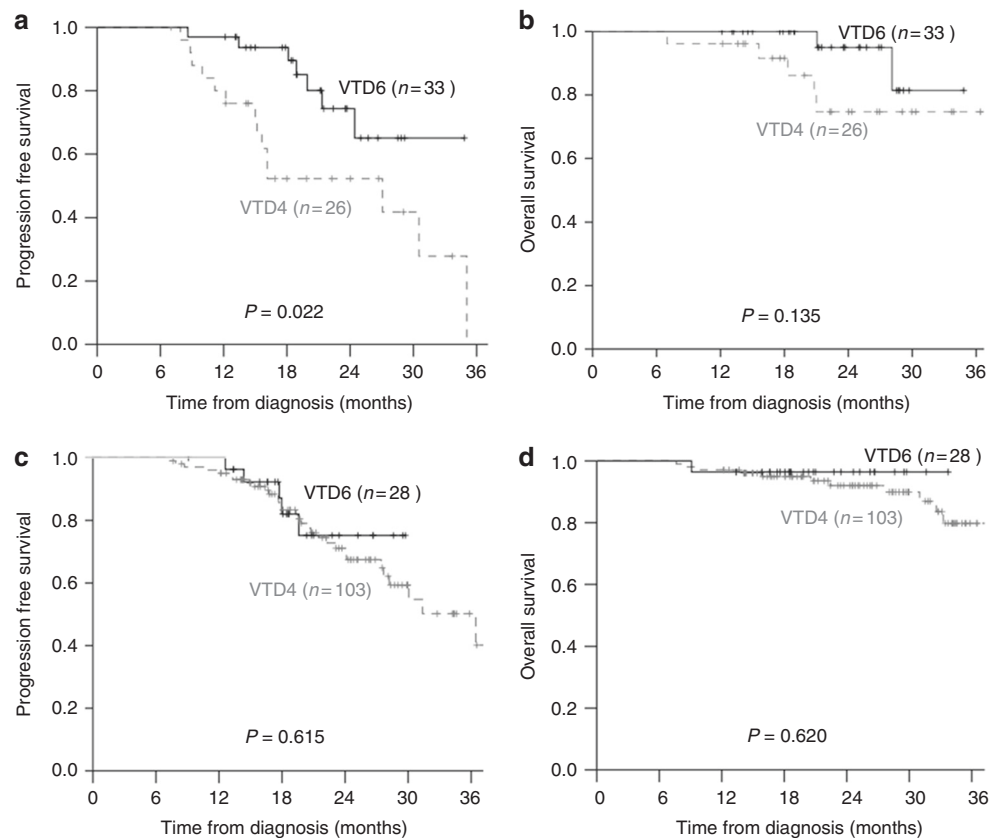 a
Progression free survival
1.0
0.8
0.6
0.4
0.2
0.0
VTD6 (n=33 )
VTD4 (n=26)
P = 0.022
0 6 12 18 24 30 36
Time from diagnosis (months)
b
Overall survival
1.0
0.8
0.6
0.4
0.2
0.0
VTD6 (n=33 )
VTD4 (n=26)
P = 0.135
0 6 12 18 24 30 36
Time from diagnosis (months)
c
Progression free survival
1.0
0.8
0.6
0.4
0.2
0.0
VTD6 (n=28 )
VTD4 (n=103)
P = 0.615
0 6 12 18 24 30 36
Time from diagnosis (months)
d
Overall survival
1.0
0.8
0.6
0.4
0.2
0.0
VTD6 (n=28 )
VTD4 (n=103)
P = 0.620
0 6 12 18 24 30 36
Time from diagnosis (months)